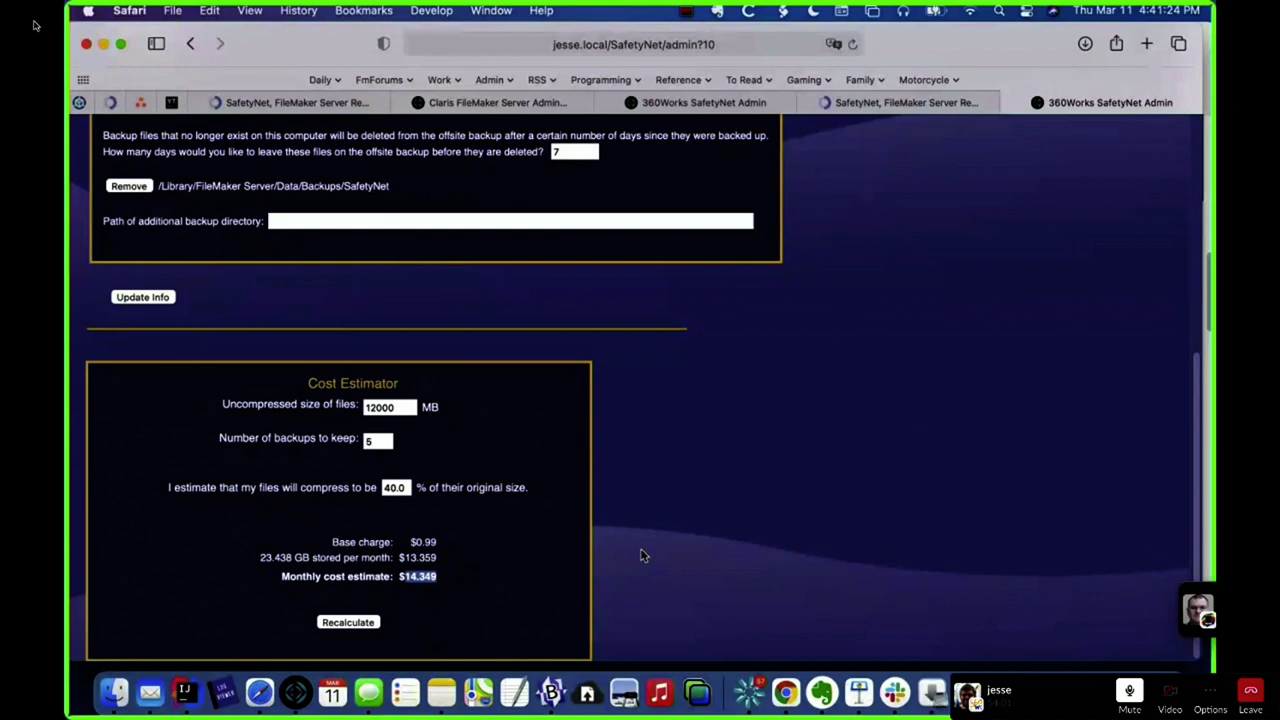 Safari File Edit View History Bookmarks Develop Window Help Thu Mar 11 4:41:24 PM
jesse.local/SafetyNet/admin?10
Daily FmForums Work Admin RSS Programming Reference To Read Gaming Family Motorcycle
SafetyNet, FileMaker Server Re... Claris FileMaker Server Admin... 360Works SafetyNet Admin SafetyNet, FileMaker Server Re... 360Works SafetyNet Admin
Backup files that no longer exist on this computer will be deleted from the offsite backup after a certain number of days since they were backed up.
How many days would you like to leave these files on the offsite backup before they are deleted? 7
Remove /Library/FileMaker Server/Data/Backups/SafetyNet
Path of additional backup directory:
Update Info
Cost Estimator
Uncompressed size of files: 12000 MB
Number of backups to keep: 5
I estimate that my files will compress to be 40.0 % of their original size.
Base charge: $0.99
23.438 GB stored per month: $13.359
Monthly cost estimate: $14.349
Recalculate
MAR
11
57
jesse
Mute Video Options Leave